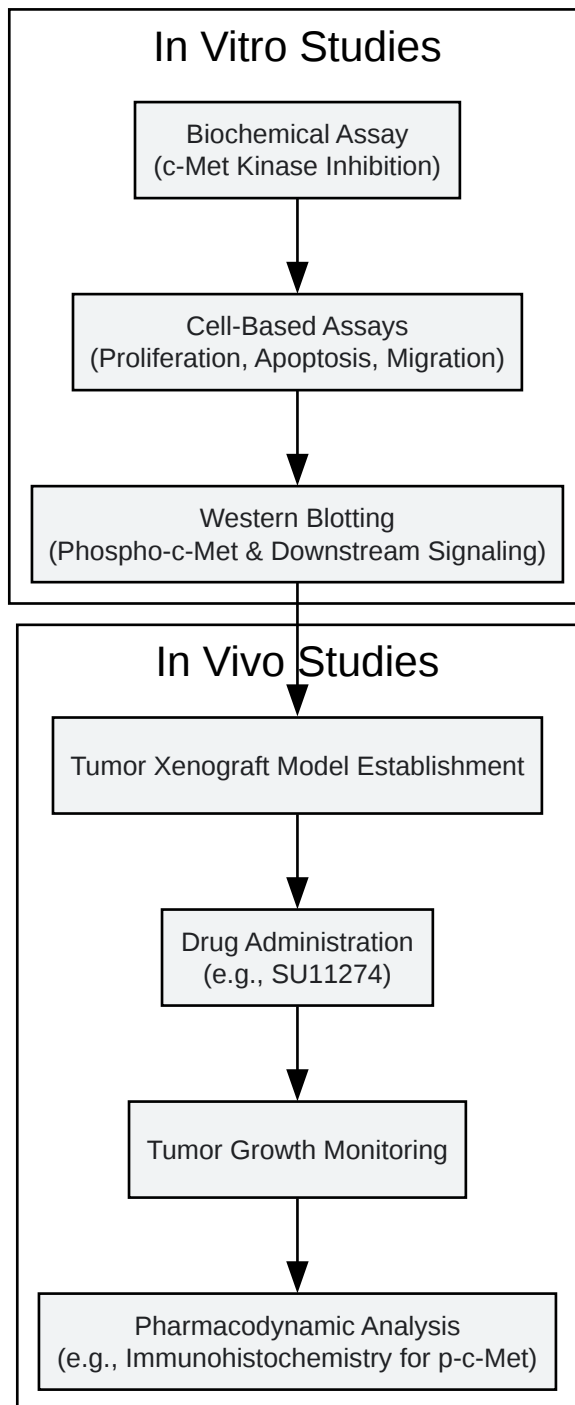 In Vitro Studies
Biochemical Assay
(c-Met Kinase Inhibition)
Cell-Based Assays
(Proliferation, Apoptosis, Migration)
Western Blotting
(Phospho-c-Met & Downstream Signaling)
In Vivo Studies
Tumor Xenograft Model Establishment
Drug Administration
(e.g., SU11274)
Tumor Growth Monitoring
Pharmacodynamic Analysis
(e.g., Immunohistochemistry for p-c-Met)